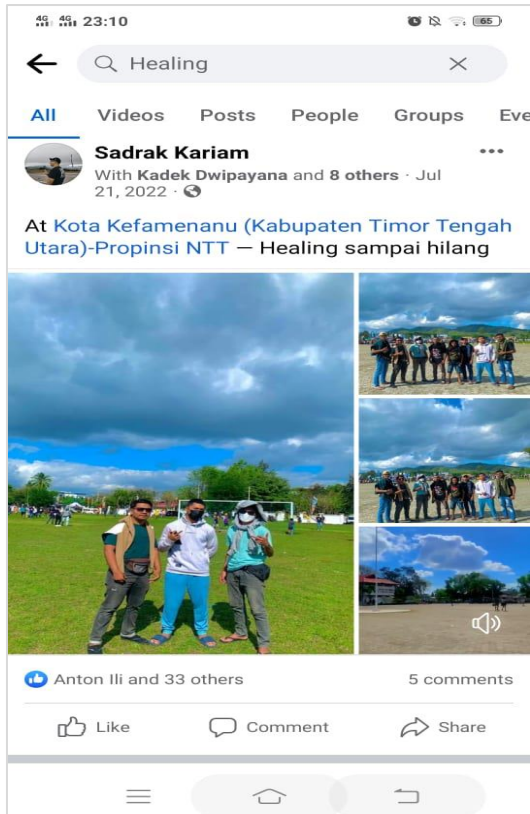 4G 4G 23:10 65
Healing
All Videos Posts People Groups Eve
Sadrak Kariam
With Kadek Dwipayana and 8 others · Jul
21, 2022 ·
At Kota Kefamenanu (Kabupaten Timor Tengah
Utara)-Propinsi NTT — Healing sampai hilang
Anton Ili and 33 others 5 comments
Like Comment Share